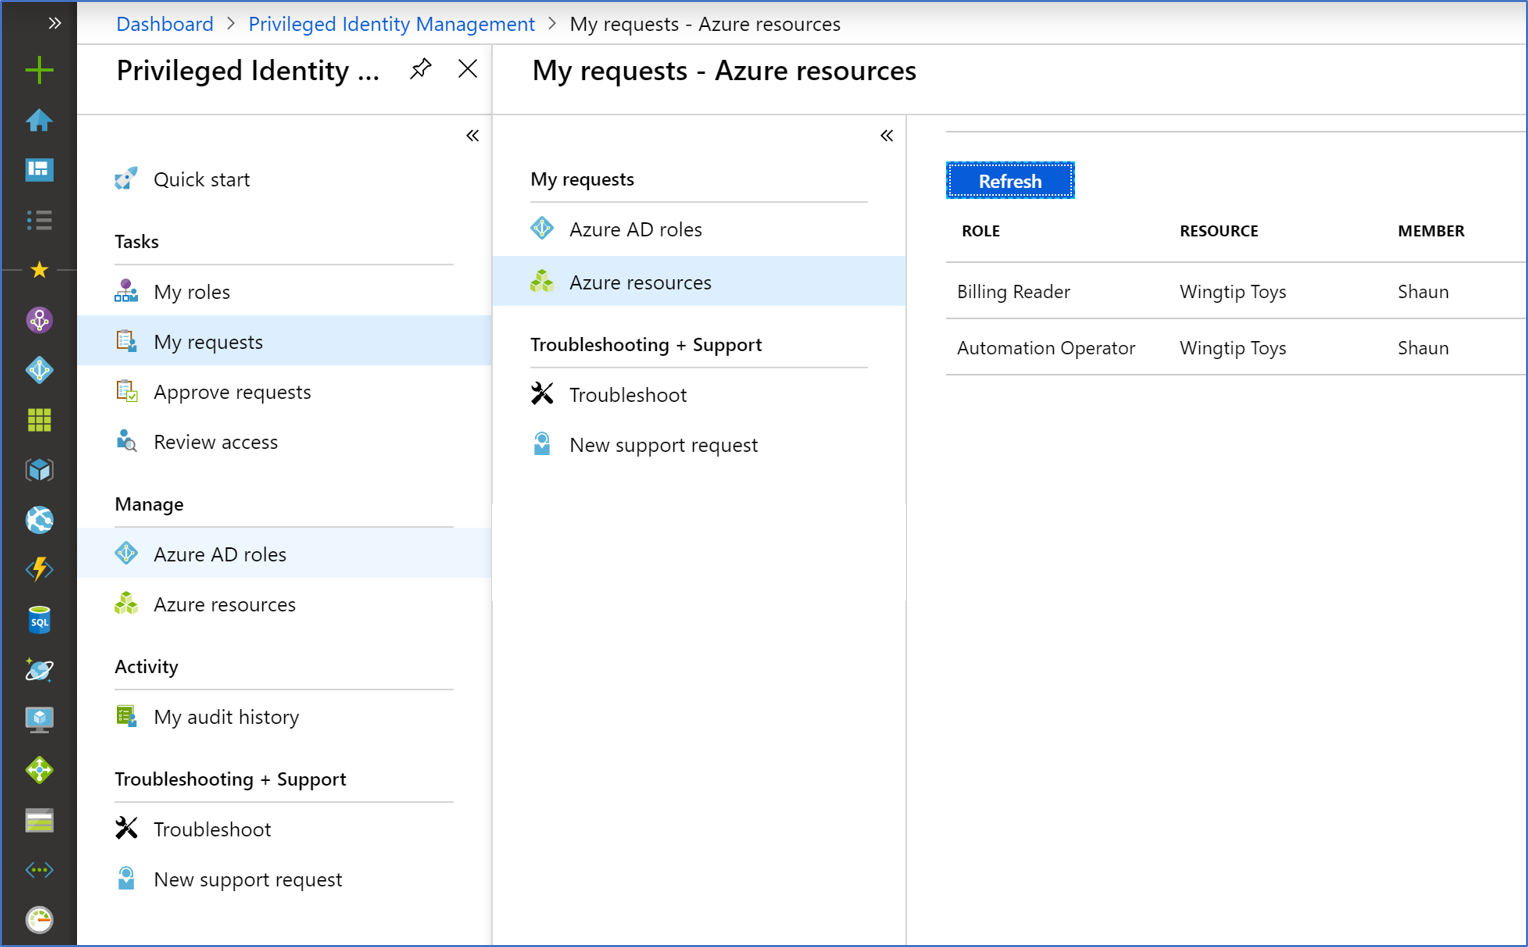 Dashboard > Privileged Identity Management > My requests - Azure resources
Privileged Identity ...
My requests - Azure resources
Quick start
Tasks
My roles
My requests
Approve requests
Review access
Manage
Azure AD roles
Azure resources
Activity
My audit history
Troubleshooting + Support
Troubleshoot
New support request
My requests
Azure AD roles
Azure resources
Troubleshooting + Support
Troubleshoot
New support request
Refresh
ROLE RESOURCE MEMBER
Billing Reader Wingtip Toys Shaun
Automation Operator Wingtip Toys Shaun
SQL